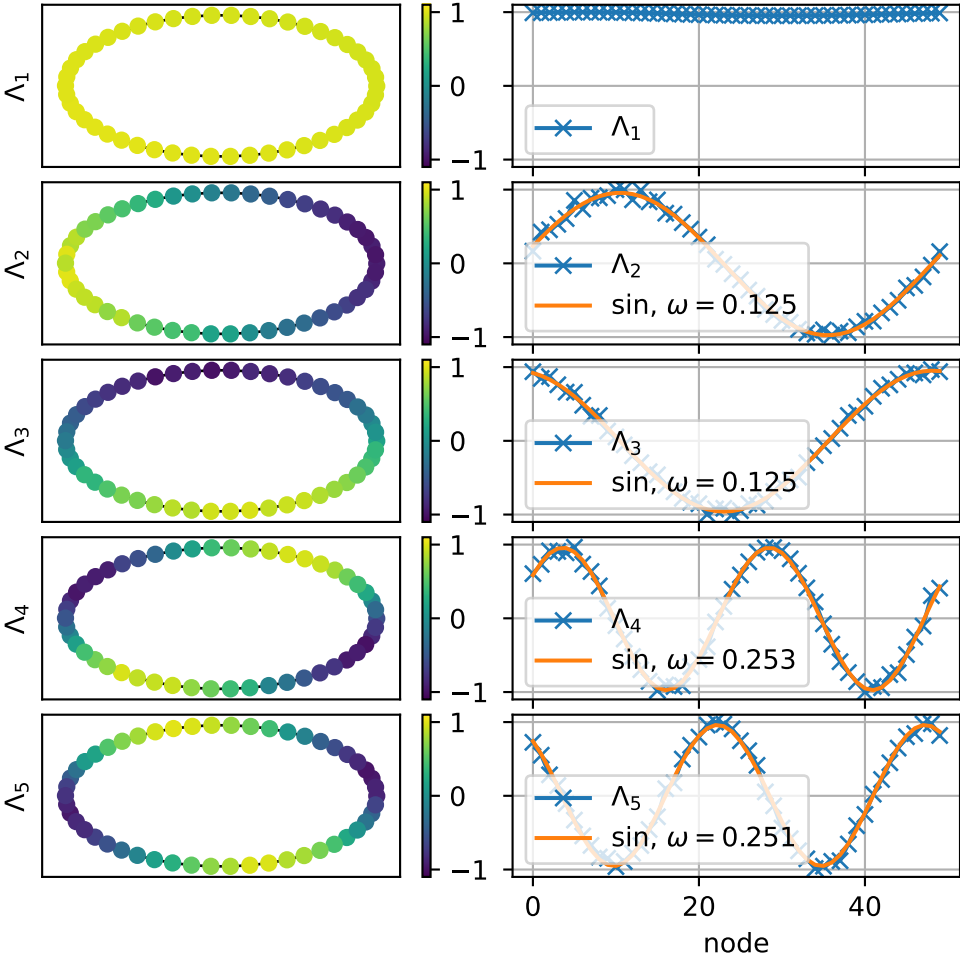 Λ1
1
0
−1
Λ1
Λ2
1
0
−1
Λ2
sin, ω = 0.125
Λ3
1
0
−1
Λ3
sin, ω = 0.125
Λ4
1
0
−1
Λ4
sin, ω = 0.253
Λ5
1
0
−1
Λ5
sin, ω = 0.251
0 20 40
node